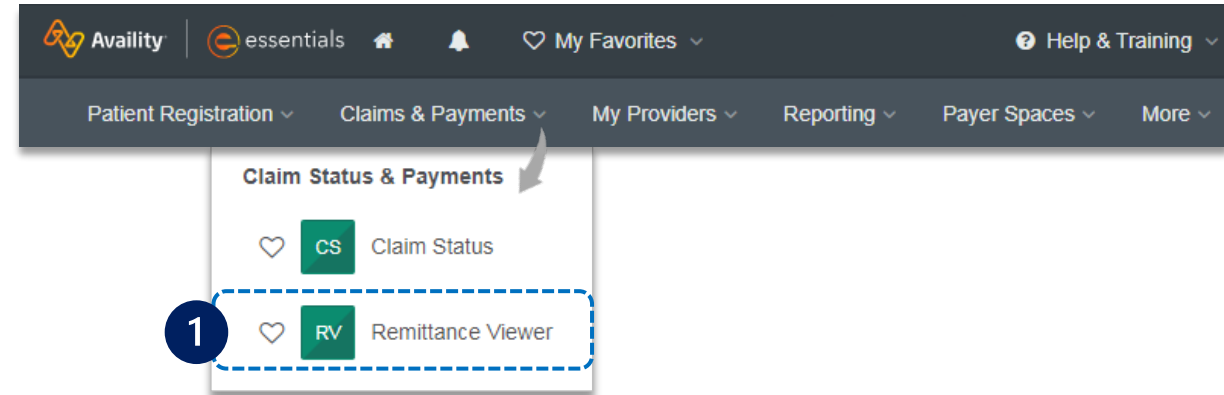 Availity essentials My Favorites Help & Training
Patient Registration Claims & Payments My Providers Reporting Payer Spaces More
Claim Status & Payments
CS Claim Status
1 RV Remittance Viewer